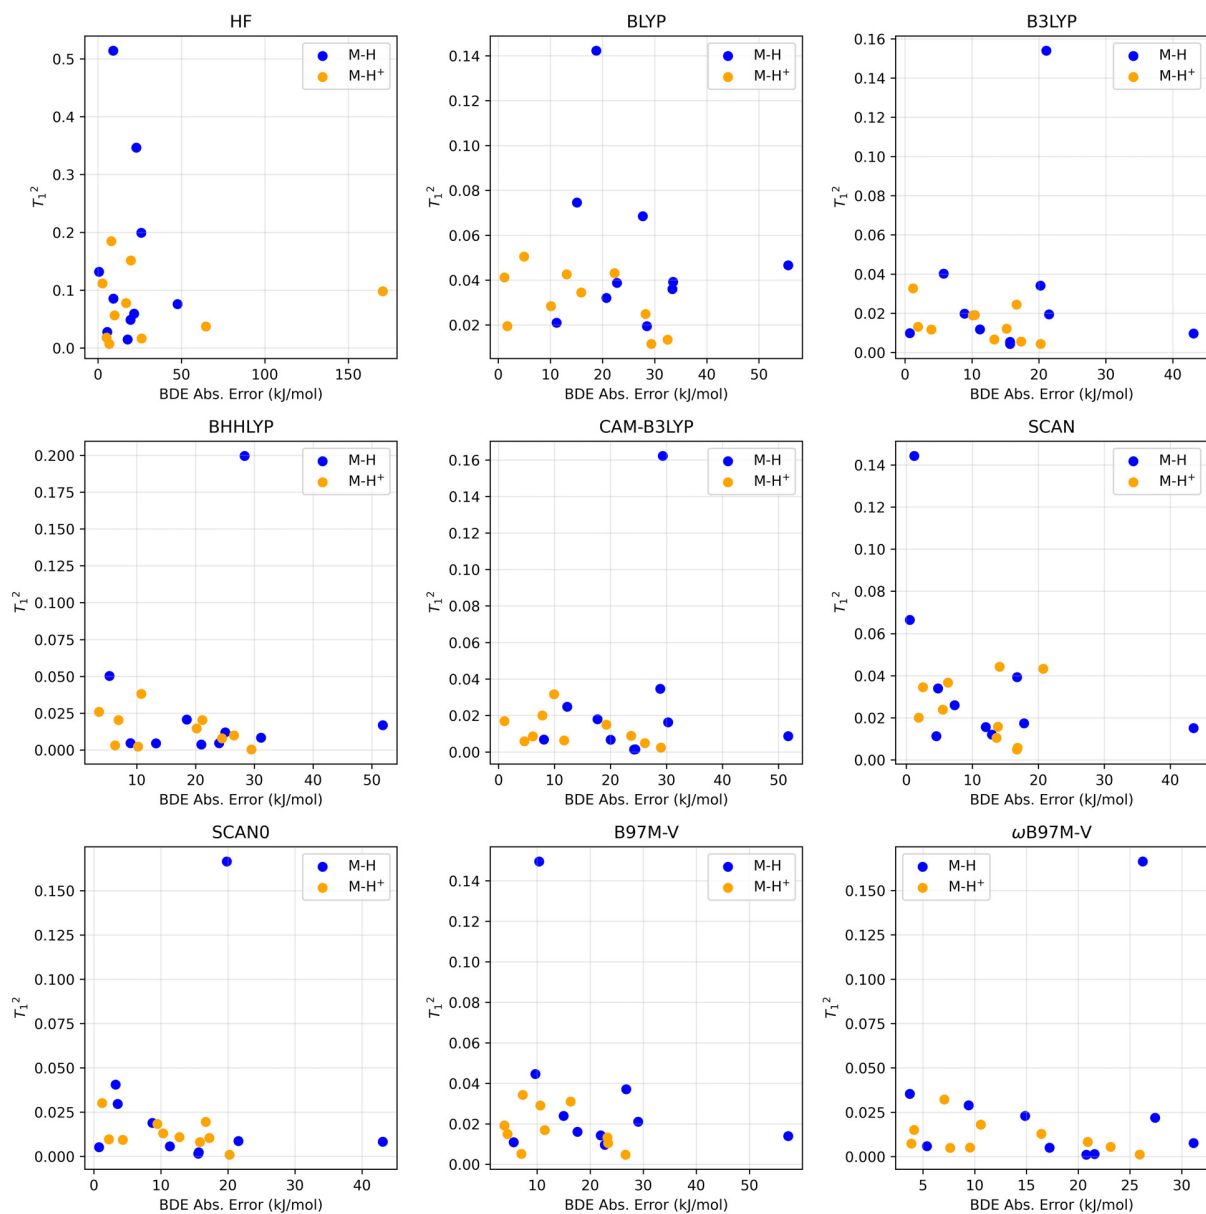 HF
M-H
M-H⁺
0.5
0.4
0.3
0.2
0.1
0.0
T₁²
0 50 100 150
BDE Abs. Error (kJ/mol)
BLYP
M-H
M-H⁺
0.14
0.12
0.10
0.08
0.06
0.04
0.02
T₁²
0 10 20 30 40 50
BDE Abs. Error (kJ/mol)
B3LYP
M-H
M-H⁺
0.16
0.14
0.12
0.10
0.08
0.06
0.04
0.02
0.00
T₁²
0 10 20 30 40
BDE Abs. Error (kJ/mol)
BHHLYP
M-H
M-H⁺
0.200
0.175
0.150
0.125
0.100
0.075
0.050
0.025
0.000
T₁²
10 20 30 40 50
BDE Abs. Error (kJ/mol)
CAM-B3LYP
M-H
M-H⁺
0.16
0.14
0.12
0.10
0.08
0.06
0.04
0.02
0.00
T₁²
0 10 20 30 40 50
BDE Abs. Error (kJ/mol)
SCAN
M-H
M-H⁺
0.14
0.12
0.10
0.08
0.06
0.04
0.02
0.00
T₁²
0 10 20 30 40
BDE Abs. Error (kJ/mol)
SCAN0
M-H
M-H⁺
0.150
0.125
0.100
0.075
0.050
0.025
0.000
T₁²
0 10 20 30 40
BDE Abs. Error (kJ/mol)
B97M-V
M-H
M-H⁺
0.14
0.12
0.10
0.08
0.06
0.04
0.02
0.00
T₁²
10 20 30 40 50
BDE Abs. Error (kJ/mol)
ωB97M-V
M-H
M-H⁺
0.150
0.125
0.100
0.075
0.050
0.025
0.000
T₁²
5 10 15 20 25 30
BDE Abs. Error (kJ/mol)